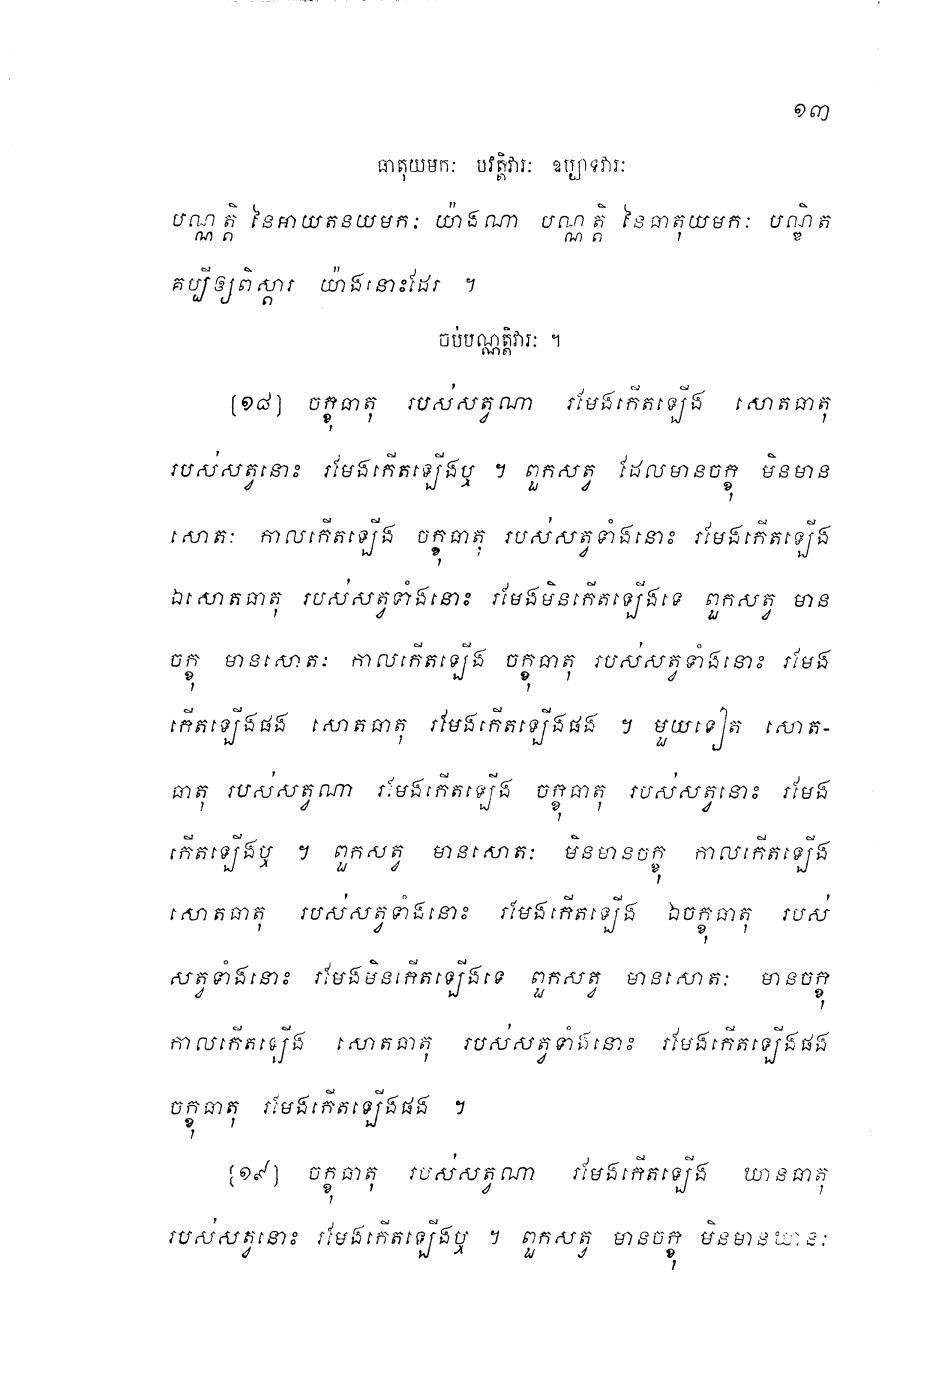 ១៣
ធាតុយមកៈ បវត្តិវារៈ ឧប្បាទវារៈ
បណ្ណត្តិ នៃអាយតនយមកៈ យ៉ាងណា បណ្ណត្តិ នៃធាតុយមកៈ បណ្ឌិត
គប្បីឲ្យពិស្តារ យ៉ាងនោះដែរ ។
ចប់បណ្ណត្តិវារៈ ។
[១៨] ចក្ខុធាតុ របស់សត្វណា រមែងកើតឡើង សោតធាតុ
របស់សត្វនោះ រមែងកើតឡើងឬ ។ ពួកសត្វ ដែលមានចក្ខុ មិនមាន
សោតៈ កាលកើតឡើង ចក្ខុធាតុ របស់សត្វទាំងនោះ រមែងកើតឡើង
ឯសោតធាតុ របស់សត្វទាំងនោះ រមែងមិនកើតឡើងទេ ពួកសត្វ មាន
ចក្ខុ មានសោតៈ កាលកើតឡើង ចក្ខុធាតុ របស់សត្វទាំងនោះ រមែង
កើតឡើងផង សោតធាតុ រមែងកើតឡើងផង ។ មួយទៀត សោត-
ធាតុ របស់សត្វណា រមែងកើតឡើង ចក្ខុធាតុ របស់សត្វនោះ រមែង
កើតឡើងឬ ។ ពួកសត្វ មានសោតៈ មិនមានចក្ខុ កាលកើតឡើង
សោតធាតុ របស់សត្វទាំងនោះ រមែងកើតឡើង ឯចក្ខុធាតុ របស់
សត្វទាំងនោះ រមែងមិនកើតឡើងទេ ពួកសត្វ មានសោតៈ មានចក្ខុ
កាលកើតឡើង សោតធាតុ របស់សត្វទាំងនោះ រមែងកើតឡើងផង
ចក្ខុធាតុ រមែងកើតឡើងផង ។
[១៩] ចក្ខុធាតុ របស់សត្វណា រមែងកើតឡើង ឃានធាតុ
របស់សត្វនោះ រមែងកើតឡើងឬ ។ ពួកសត្វ មានចក្ខុ មិនមានឃានៈ